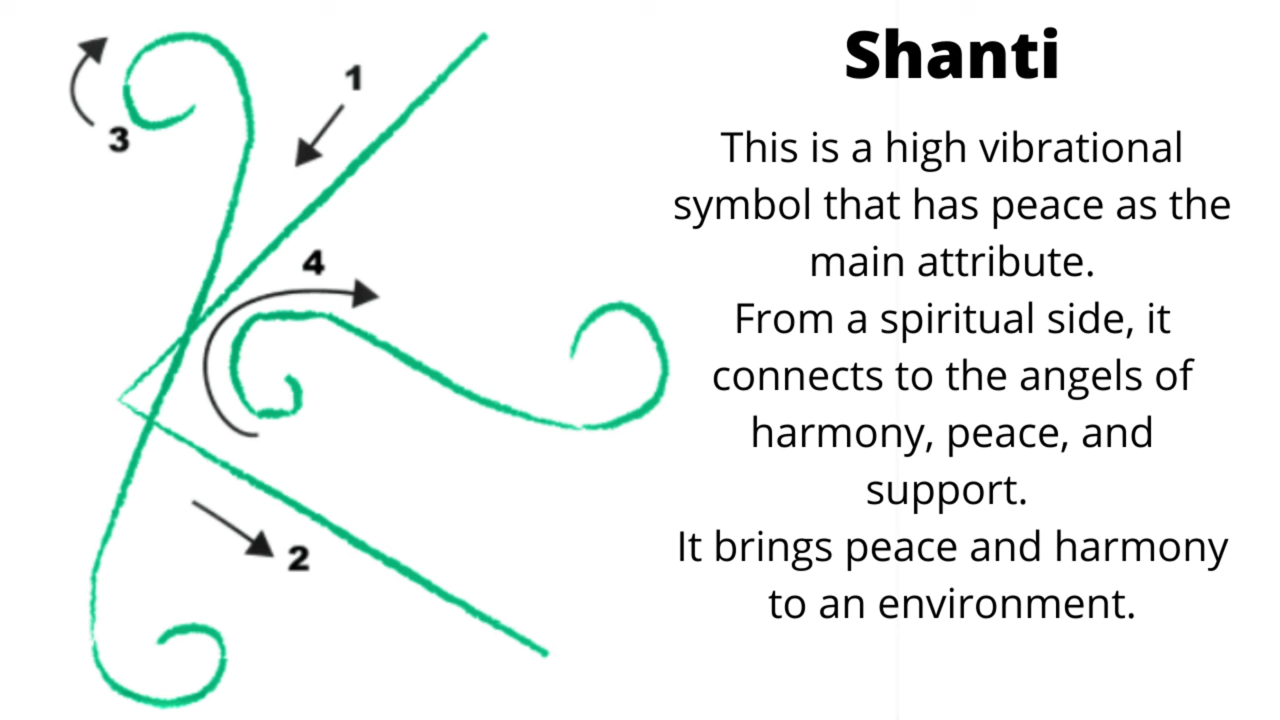 Shanti
This is a high vibrational
symbol that has peace as the
main attribute.
From a spiritual side, it
connects to the angels of
harmony, peace, and
support.
It brings peace and harmony
to an environment.
1
3
4
2